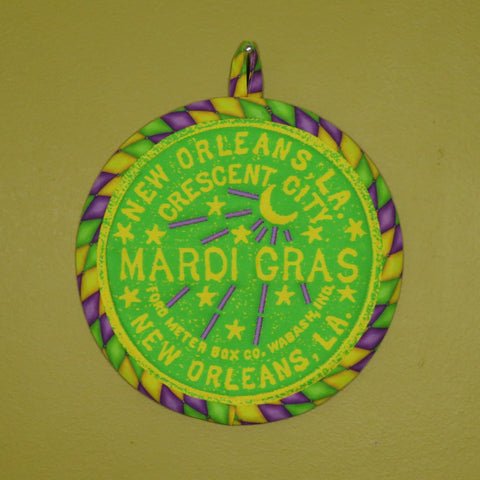 NEW ORLEANS, LA.
CRESCENT CITY
MARDI GRAS
FORD METER BOX CO. WABASH, IND.
NEW ORLEANS, LA.